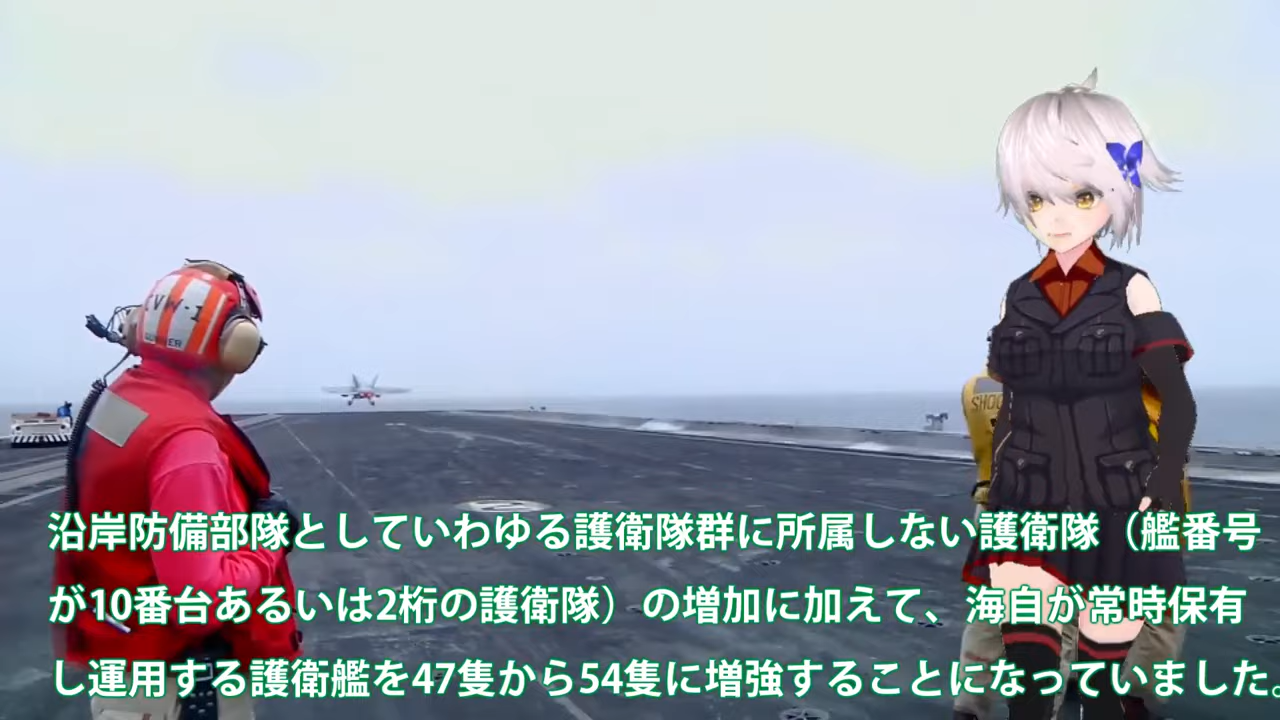 VVW-1
GUNNER
SHOO
沿岸防備部隊としていわゆる護衛隊群に所属しない護衛隊（艦番号
が10番台あるいは2桁の護衛隊）の増加に加えて、海自が常時保有
し運用する護衛艦を47隻から54隻に増強することになっていました。